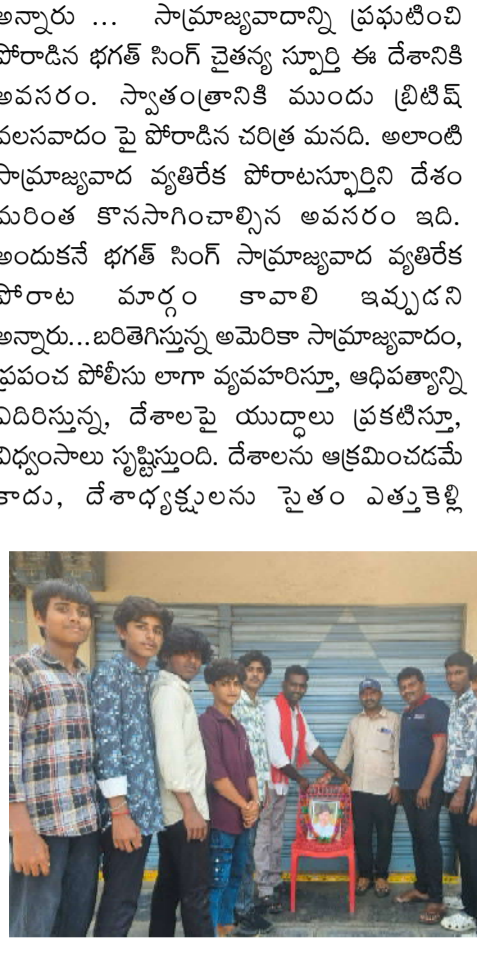 అన్నారు ... సామ్రాజ్యవాదాన్ని ప్రఘటించి
పోరాడిన భగత్ సింగ్ చైతన్య స్పూర్తి ఈ దేశానికి
అవసరం. స్వాతంత్రానికి ముందు బ్రిటిష్
వలసవాదం పై పోరాడిన చరిత్ర మనది. అలాంటి
సామ్రాజ్యవాద వ్యతిరేక పోరాటస్ఫూర్తిని దేశం
మరింత కొనసాగించాల్సిన అవసరం ఇది.
అందుకనే భగత్ సింగ్ సామ్రాజ్యవాద వ్యతిరేక
పోరాట మార్గం కావాలి ఇవ్పుడని
అన్నారు...బరితెగిస్తున్న అమెరికా సామ్రాజ్యవాదం,
ప్రపంచ పోలీసు లాగా వ్యవహరిస్తూ, ఆధిపత్యాన్ని
ఎదిరిస్తున్న, దేశాలపై యుద్ధాలు ప్రకటిస్తూ,
విధ్వంసాలు సృష్టిస్తుంది. దేశాలను ఆక్రమించడమే
కాదు, దేశాధ్యక్షులను సైతం ఎత్తుకెళ్లి